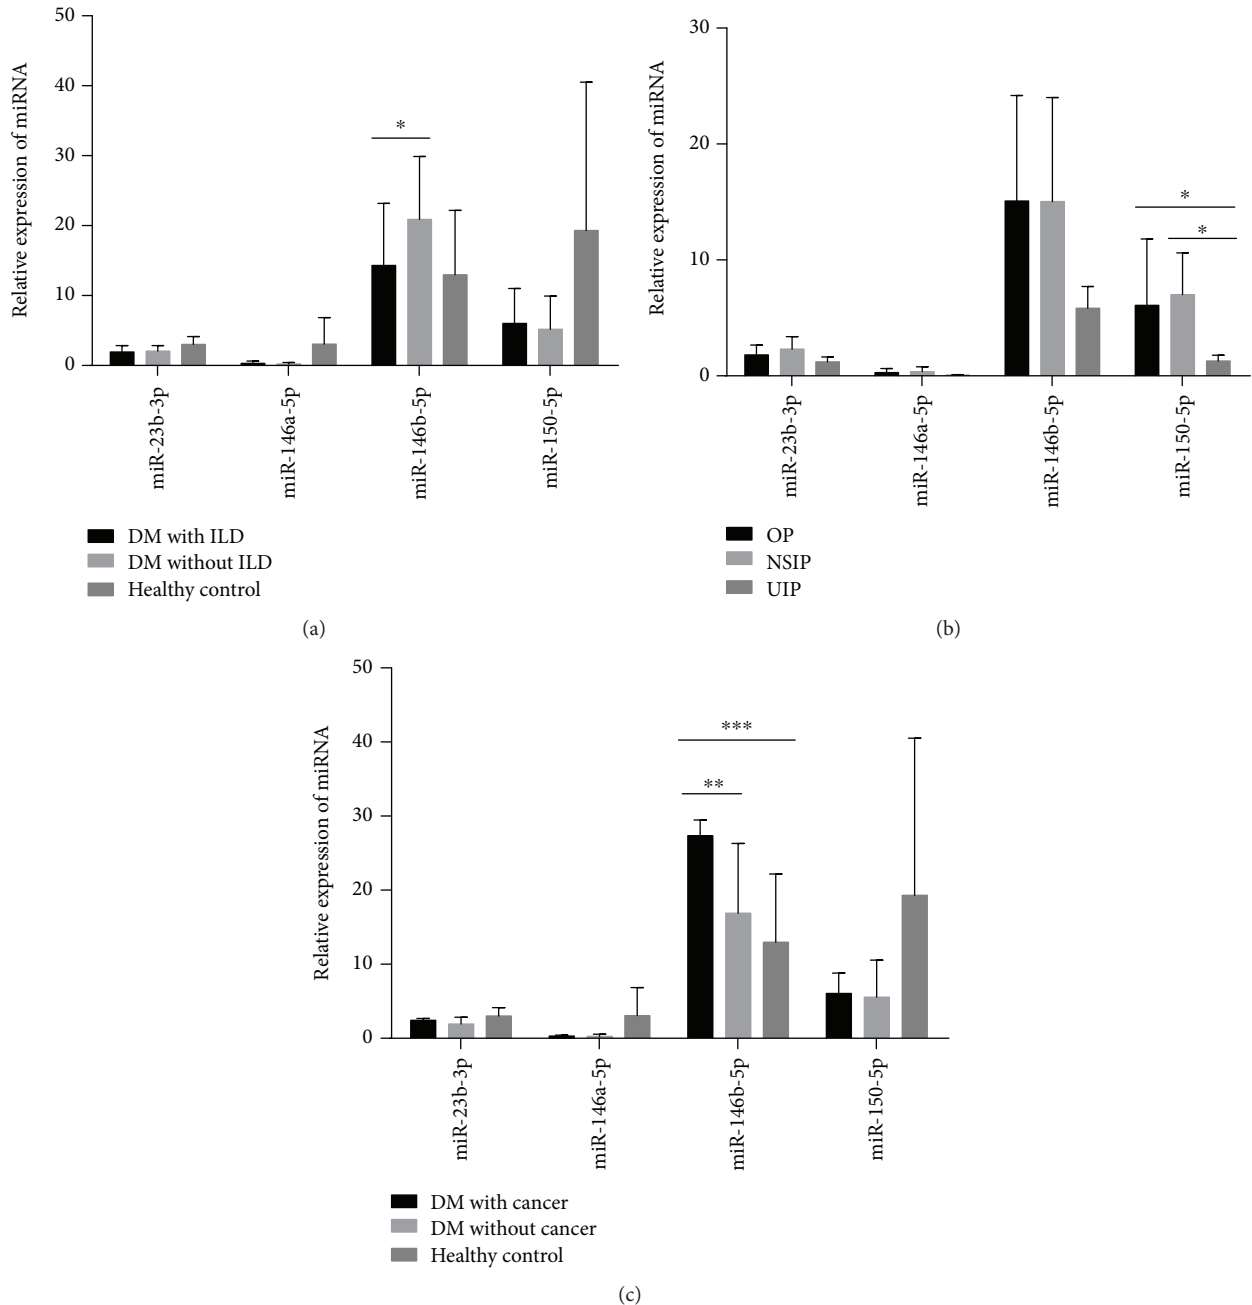 50
40
30
20
10
0
Relative expression of miRNA
*
miR-23b-3p
miR-146a-5p
miR-146b-5p
miR-150-5p
DM with ILD
DM without ILD
Healthy control
(a)
30
20
10
0
Relative expression of miRNA
*
*
miR-23b-3p
miR-146a-5p
miR-146b-5p
miR-150-5p
OP
NSIP
UIP
(b)
50
40
30
20
10
0
Relative expression of miRNA
***
**
miR-23b-3p
miR-146a-5p
miR-146b-5p
miR-150-5p
DM with cancer
DM without cancer
Healthy control
(c)